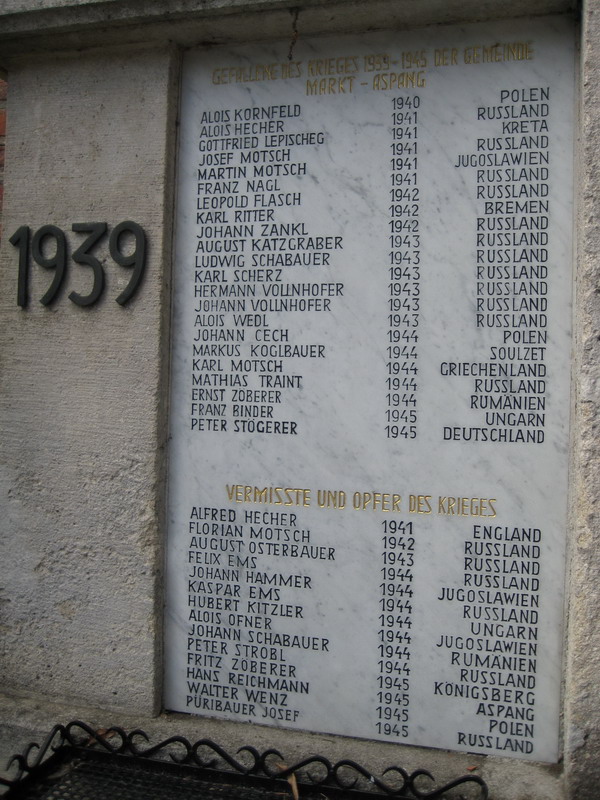 1939
GEFALLENE DES KRIEGES 1939-1945 DER GEMEINDE
MARKT - ASPANG
ALOIS KORNFELD 1940 POLEN
ALOIS HECHER 1941 RUSSLAND
GOTTFRIED LEPISCHEG 1941 KRETA
JOSEF MOTSCH 1941 RUSSLAND
MARTIN MOTSCH 1941 JUGOSLAWIEN
FRANZ NAGL 1941 RUSSLAND
LEOPOLD FLASCH 1942 RUSSLAND
KARL RITTER 1942 BREMEN
JOHANN ZANKL 1942 RUSSLAND
AUGUST KATZGRABER 1943 RUSSLAND
LUDWIG SCHABAUER 1943 RUSSLAND
KARL SCHERZ 1943 RUSSLAND
HERMANN VOLLNHOFER 1943 RUSSLAND
JOHANN VOLLNHOFER 1943 RUSSLAND
ALOIS WEDL 1943 RUSSLAND
JOHANN CECH 1944 POLEN
MARKUS KOGLBAUER 1944 SOULZET
KARL MOTSCH 1944 GRIECHENLAND
MATHIAS TRAINT 1944 RUSSLAND
ERNST ZOBERER 1944 RUMÄNIEN
FRANZ BINDER 1945 UNGARN
PETER STÖGERER 1945 DEUTSCHLAND
VERMISSTE UND OPFER DES KRIEGES
ALFRED HECHER 1941 ENGLAND
FLORIAN MOTSCH 1942 RUSSLAND
AUGUST OSTERBAUER 1943 RUSSLAND
FELIX EMS 1944 RUSSLAND
JOHANN HAMMER 1944 JUGOSLAWIEN
KASPAR EMS 1944 RUSSLAND
HUBERT KITZLER 1944 UNGARN
ALOIS OFNER 1944 JUGOSLAWIEN
JOHANN SCHABAUER 1944 RUMÄNIEN
PETER STROBL 1944 RUSSLAND
FRITZ ZOBERER 1945 KÖNIGSBERG
HANS REICHMANN 1945 ASPANG
WALTER WENZ 1945 POLEN
PÜRIBAUER JOSEF 1945 RUSSLAND